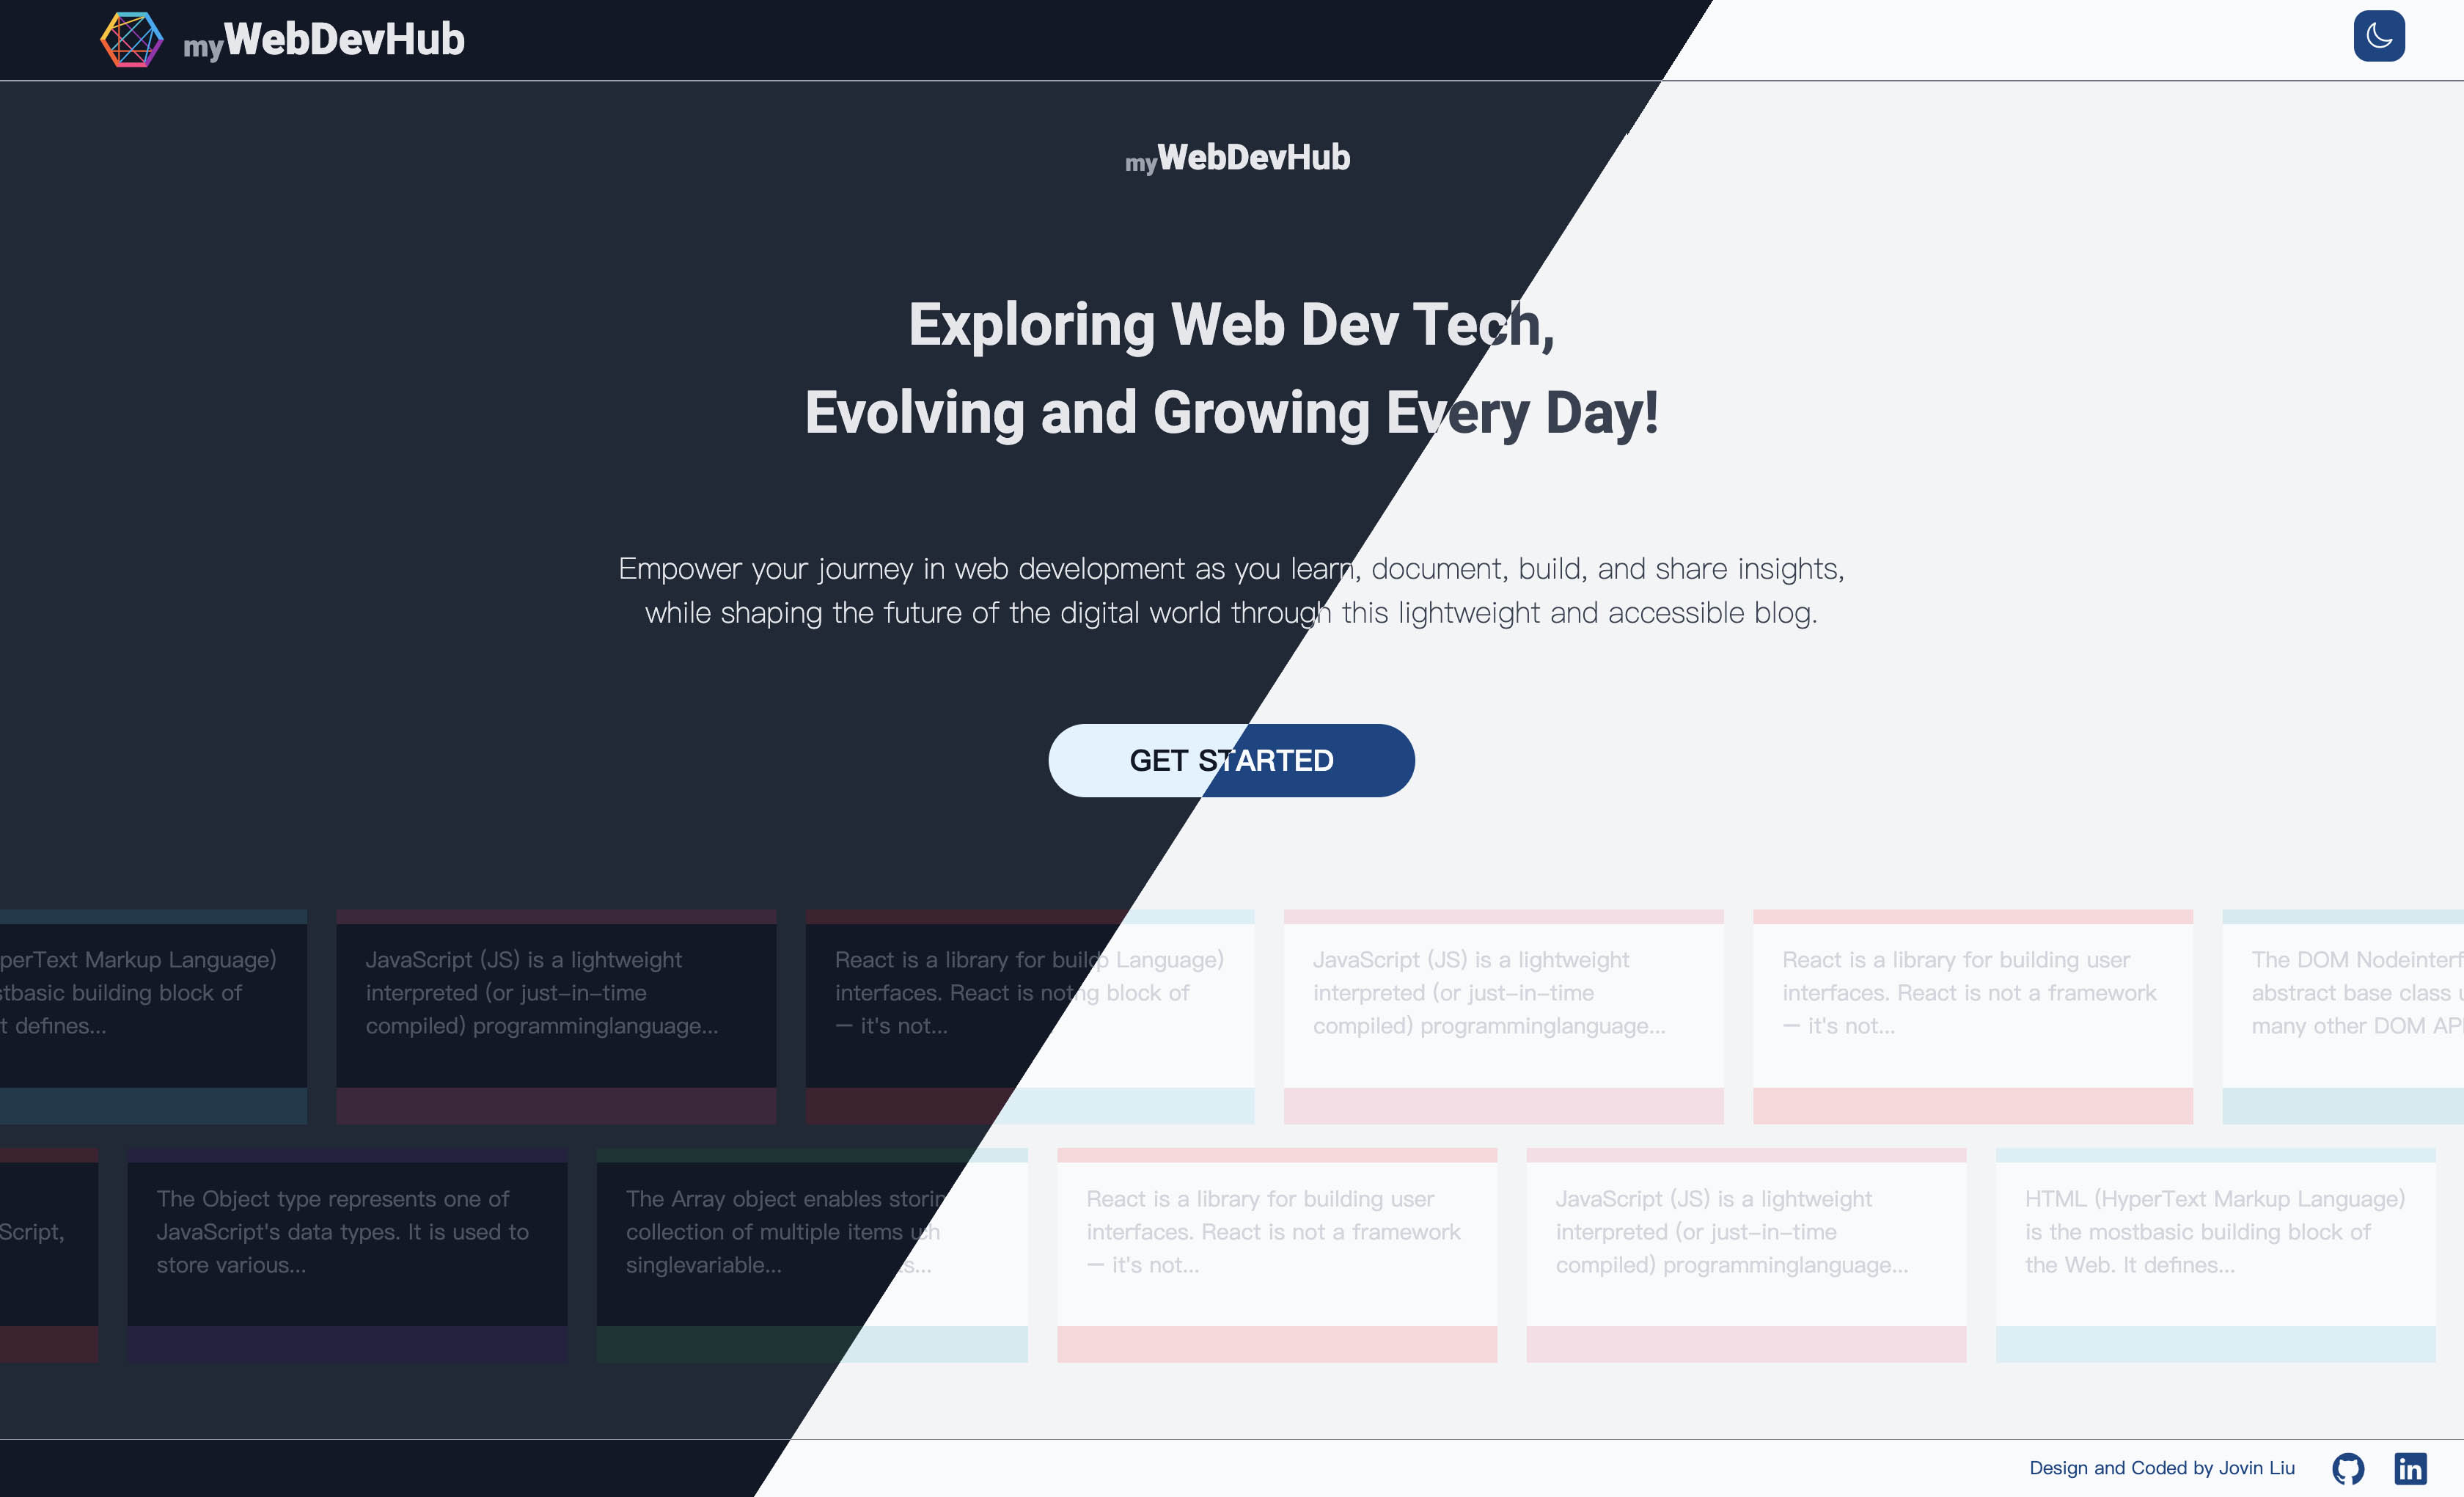 myWebDevHub
myWebDevHub
Exploring Web Dev Tech,
Evolving and Growing Every Day!
Empower your journey in web development as you learn, document, build, and share insights,
while shaping the future of the digital world through this lightweight and accessible blog.
GET STARTED
perText Markup Language)
stbasic building block of
t defines...
JavaScript (JS) is a lightweight
interpreted (or just-in-time
compiled) programminglanguage...
React is a library for build
interfaces. React is not
— it's not...
Language)
ng block of
JavaScript (JS) is a lightweight
interpreted (or just-in-time
compiled) programminglanguage...
React is a library for building user
interfaces. React is not a framework
— it's not...
The DOM Nodeinterf
abstract base class
many other DOM AP
Script,
The Object type represents one of
JavaScript's data types. It is used to
store various...
The Array object enables storin
collection of multiple items
singlevariable...
s...
React is a library for building user
interfaces. React is not a framework
— it's not...
JavaScript (JS) is a lightweight
interpreted (or just-in-time
compiled) programminglanguage...
HTML (HyperText Markup Language)
is the mostbasic building block of
the Web. It defines...
Design and Coded by Jovin Liu
in